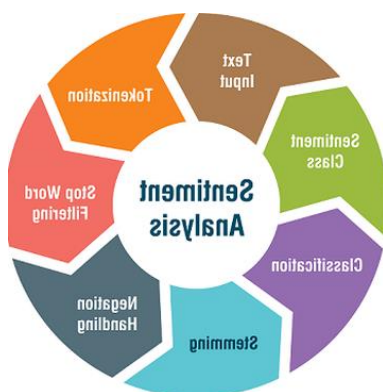 Text
Input
Tokenization
Stop Word
Filtering
Negation
Handling
Stemming
Classification
Sentiment
Class
Sentiment
Analysis